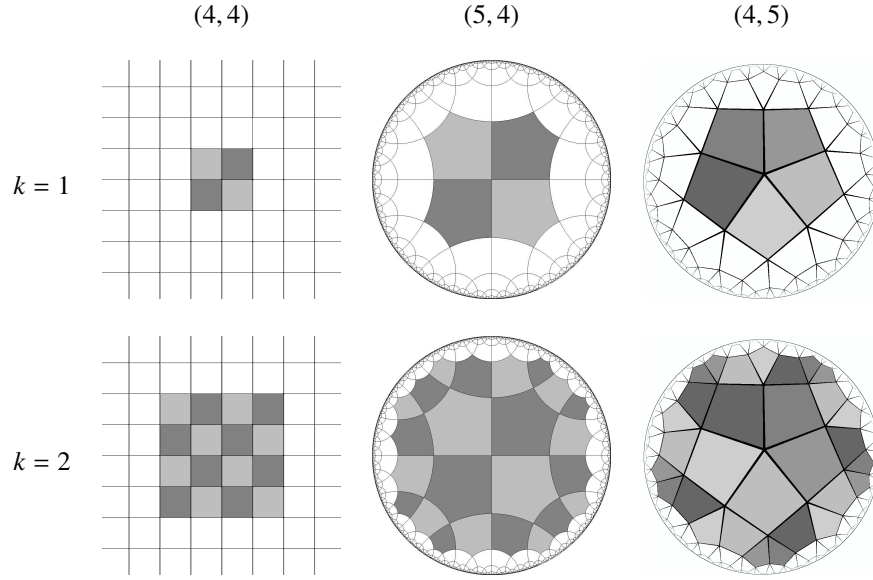 (4, 4) (5, 4) (4, 5)
k = 1
k = 2